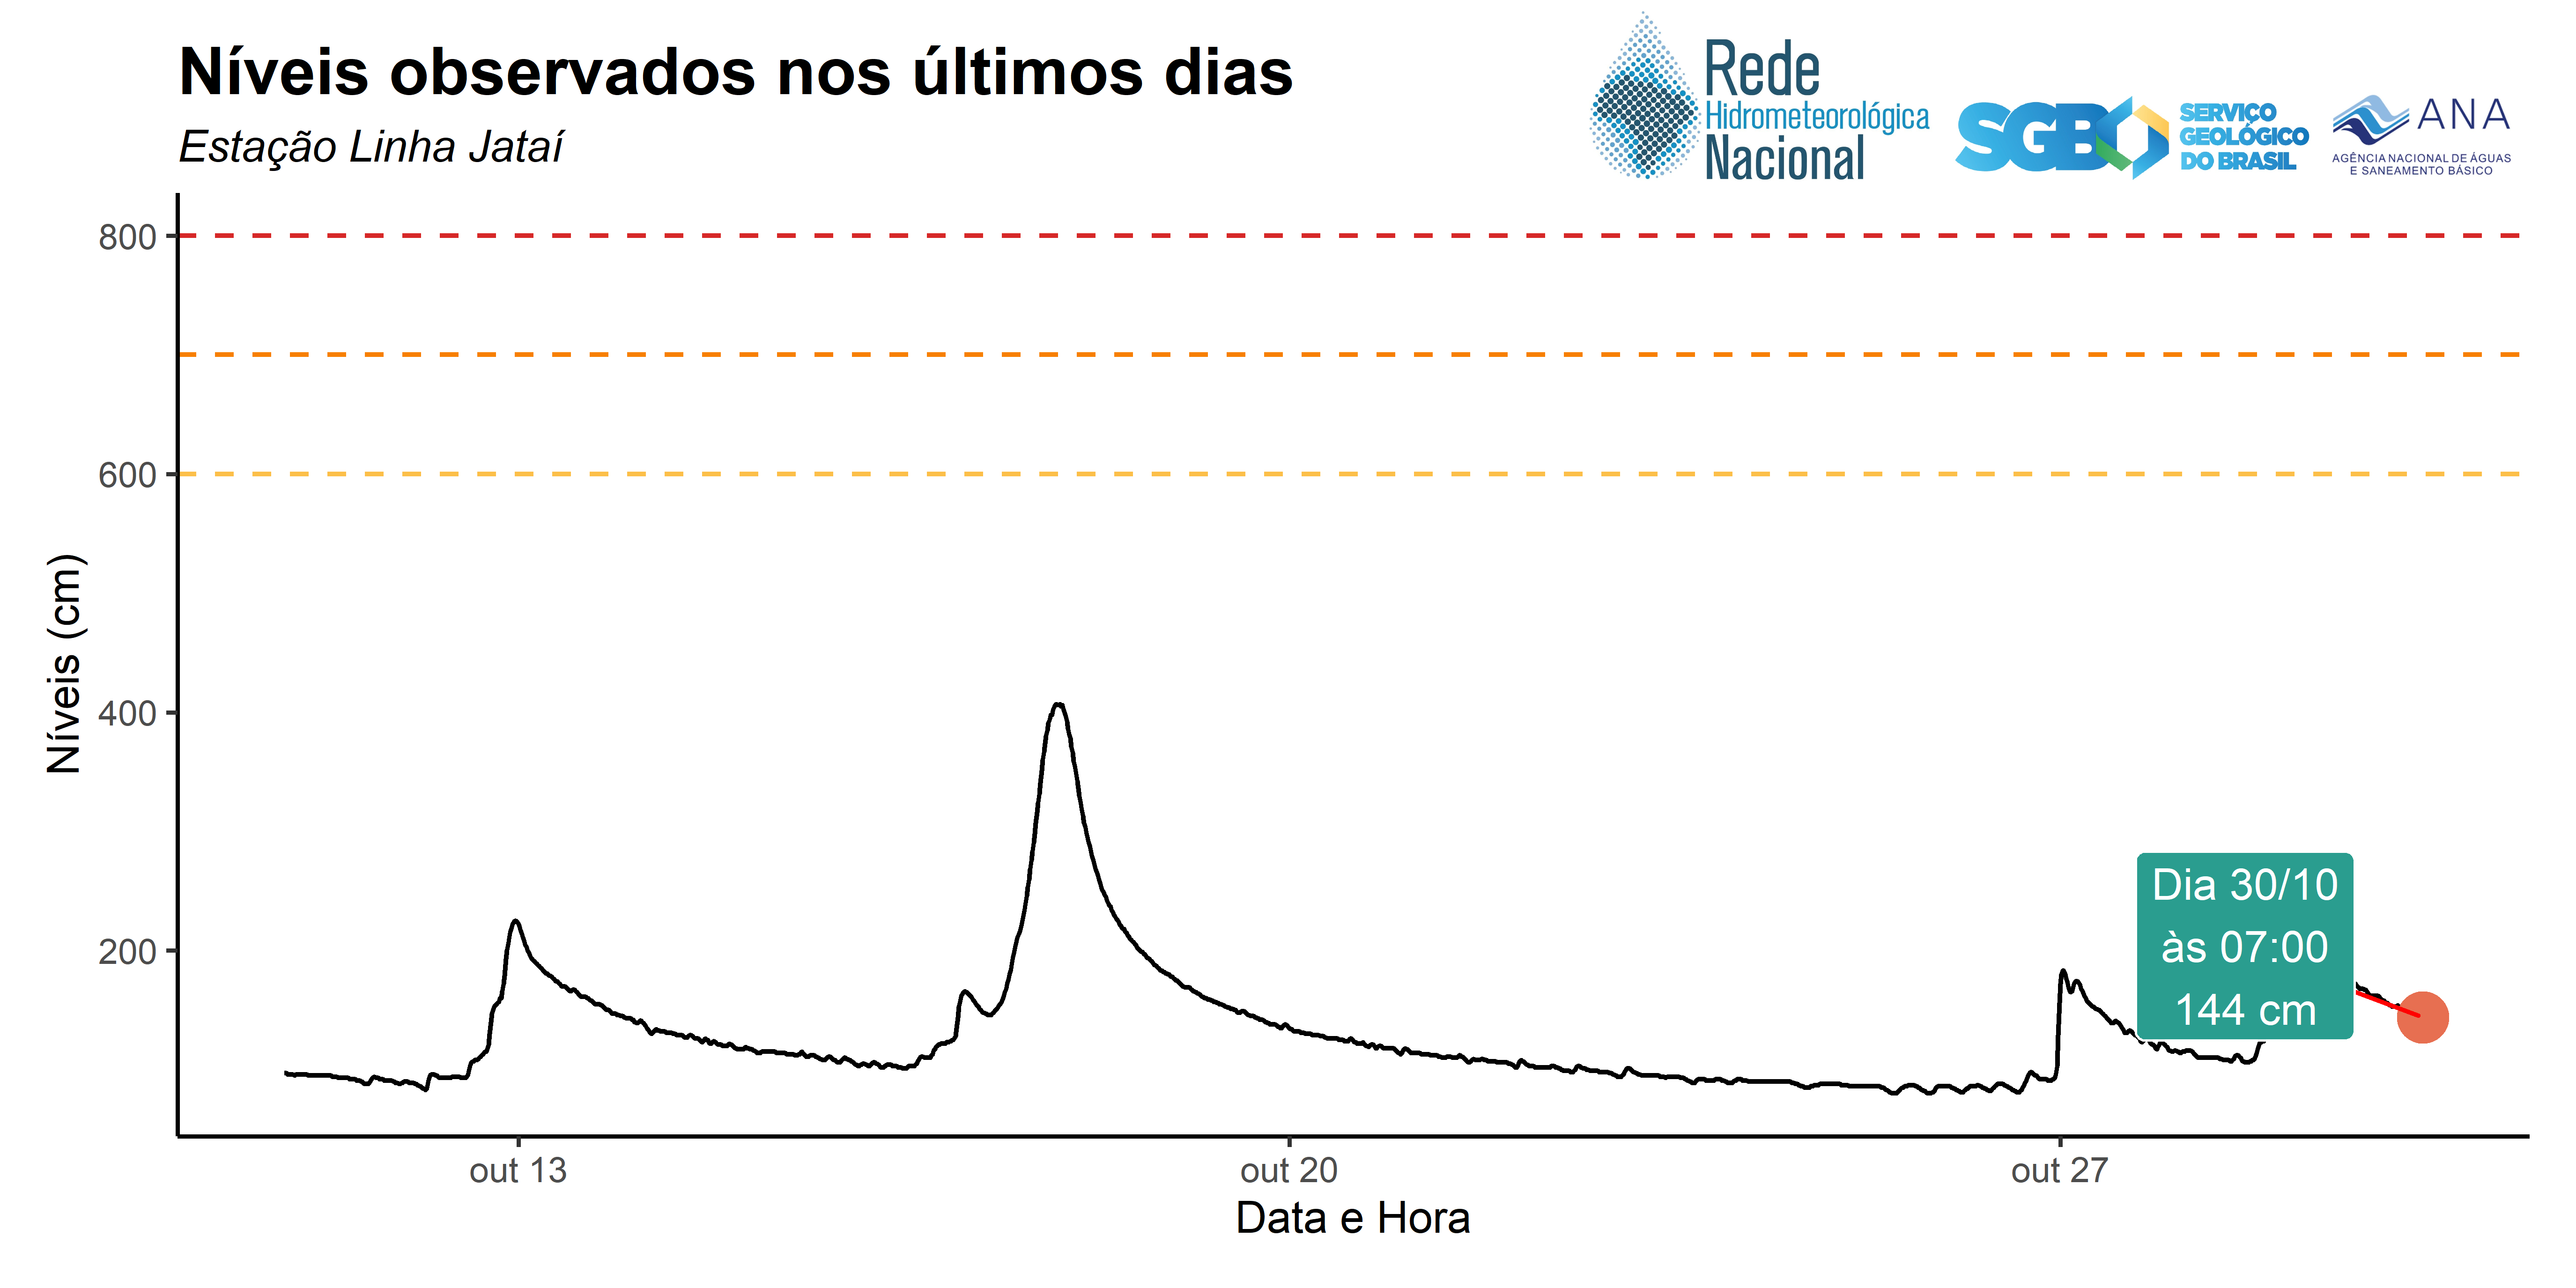 Níveis observados nos últimos dias
Estação Linha Jataí
Rede
Hidrometeorológica
Nacional
SGB
SERVIÇO
GEOLÓGICO
DO BRASIL
ANA
AGÊNCIA NACIONAL DE ÁGUAS
E SANEAMENTO BÁSICO
800
600
400
200
Níveis (cm)
Dia 30/10
às 07:00
144 cm
out 13
out 20
out 27
Data e Hora